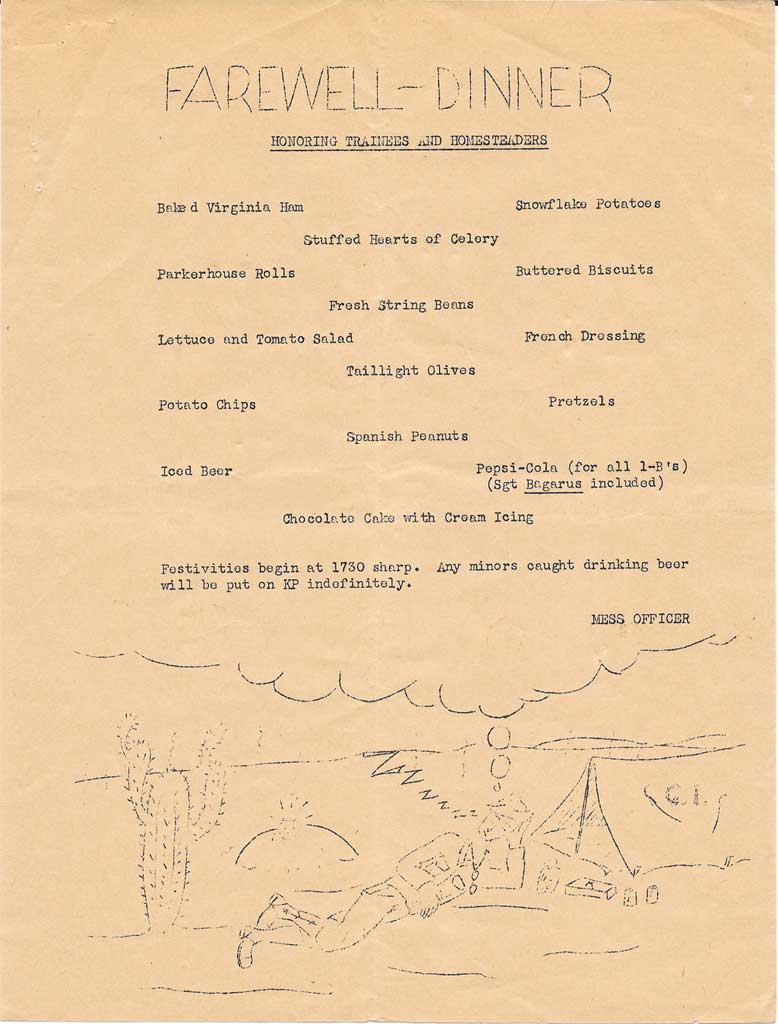 FAREWELL-DINNER
HONORING TRAINEES AND HOMESTEADERS
Baked Virginia Ham Snowflake Potatoes
Stuffed Hearts of Celery
Parkerhouse Rolls Buttered Biscuits
Fresh String Beans
Lettuce and Tomato Salad French Dressing
Taillight Olives
Potato Chips Pretzels
Spanish Peanuts
Iced Beer Pepsi-Cola (for all 1-B's)
(Sgt Bagarus included)
Chocolate Cake with Cream Icing
Festivities begin at 1730 sharp. Any minors caught drinking beer
will be put on KP indefinitely.
MESS OFFICER
G.I.